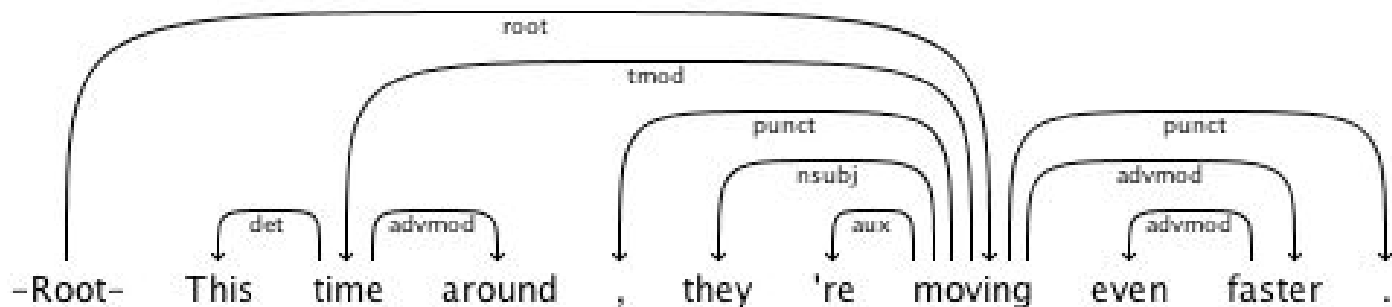 root
tmod
punct punct
nsubj advmod
det advmod aux advmod
-Root- This time around , they 're moving even faster .